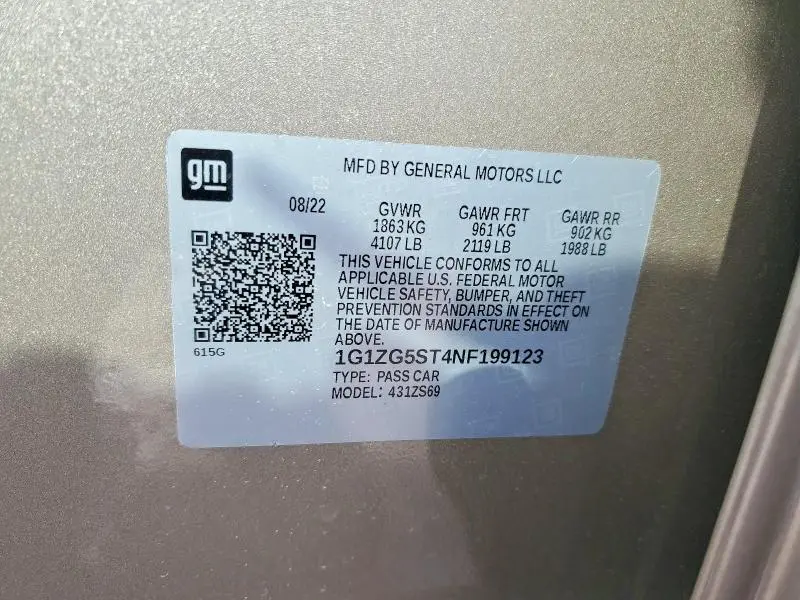 gm
MFD BY GENERAL MOTORS LLC
08/22 GVWR GAWR FRT GAWR RR
1863 KG 961 KG 902 KG
4107 LB 2119 LB 1988 LB
THIS VEHICLE CONFORMS TO ALL
APPLICABLE U.S. FEDERAL MOTOR
VEHICLE SAFETY, BUMPER, AND THEFT
PREVENTION STANDARDS IN EFFECT ON
THE DATE OF MANUFACTURE SHOWN
ABOVE.
615G
1G1ZG5ST4NF199123
TYPE: PASS CAR
MODEL: 431ZS69